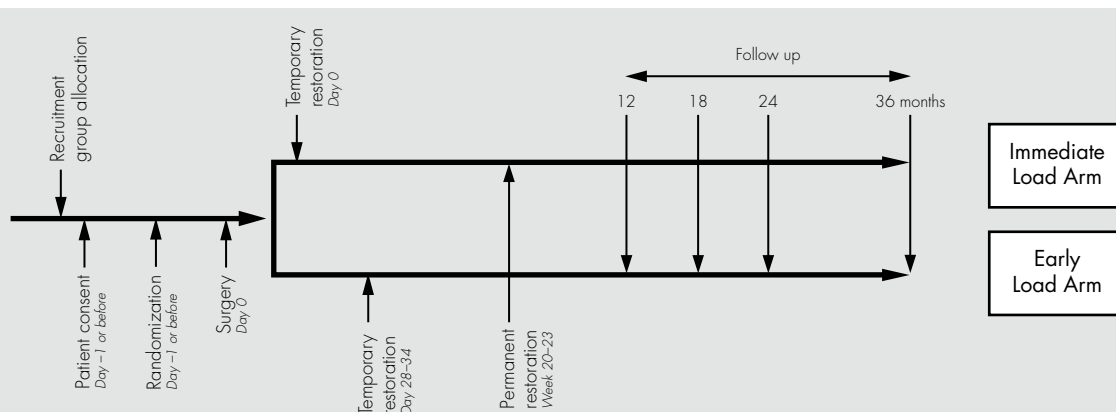 Recruitment
group allocation
Patient consent
Day –1 or before
Randomization
Day –1 or before
Surgery
Day 0
Temporary
restoration
Day 0
Temporary
restoration
Day 28–34
Permanent
restoration
Week 20–23
Follow up
12
18
24
36 months
Immediate
Load Arm
Early
Load Arm